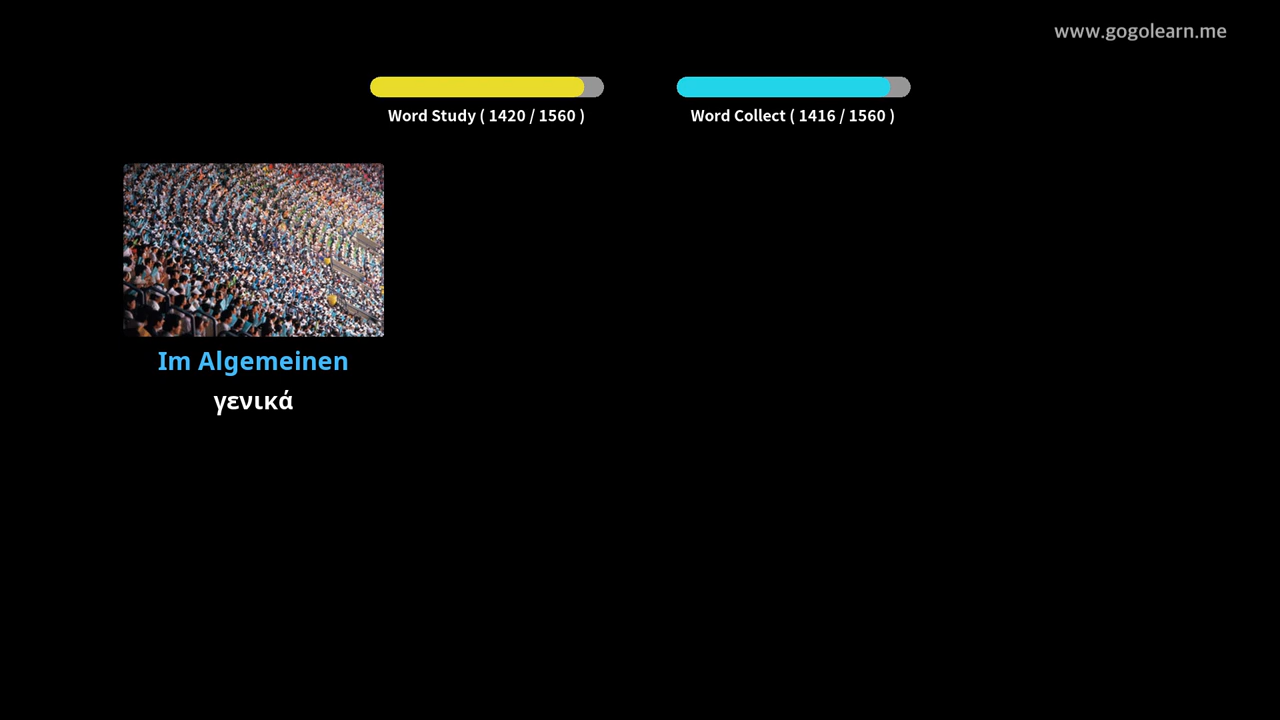 www.gogolearn.me
Word Study ( 1420 / 1560 )
Word Collect ( 1416 / 1560 )
Im Algemeinen
γενικά